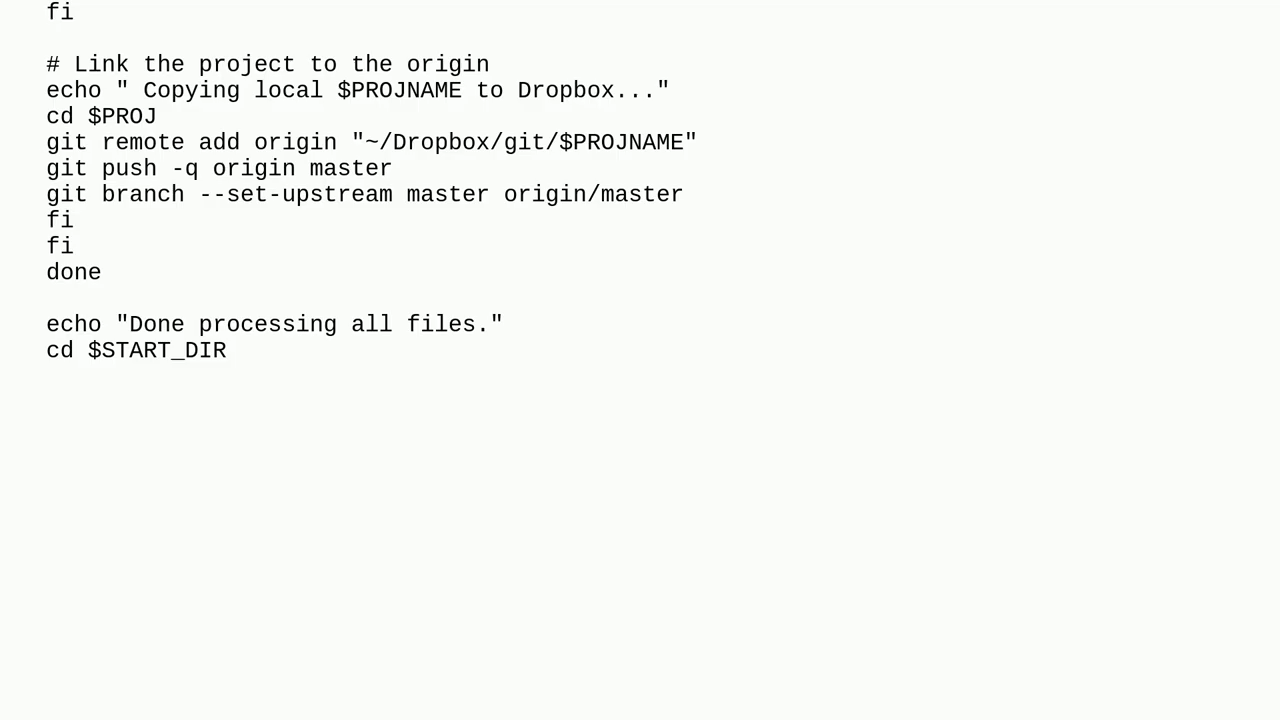 fi
# Link the project to the origin
echo " Copying local $PROJNAME to Dropbox..."
cd $PROJ
git remote add origin "~/Dropbox/git/$PROJNAME"
git push -q origin master
git branch --set-upstream master origin/master
fi
fi
done
echo "Done processing all files."
cd $START_DIR